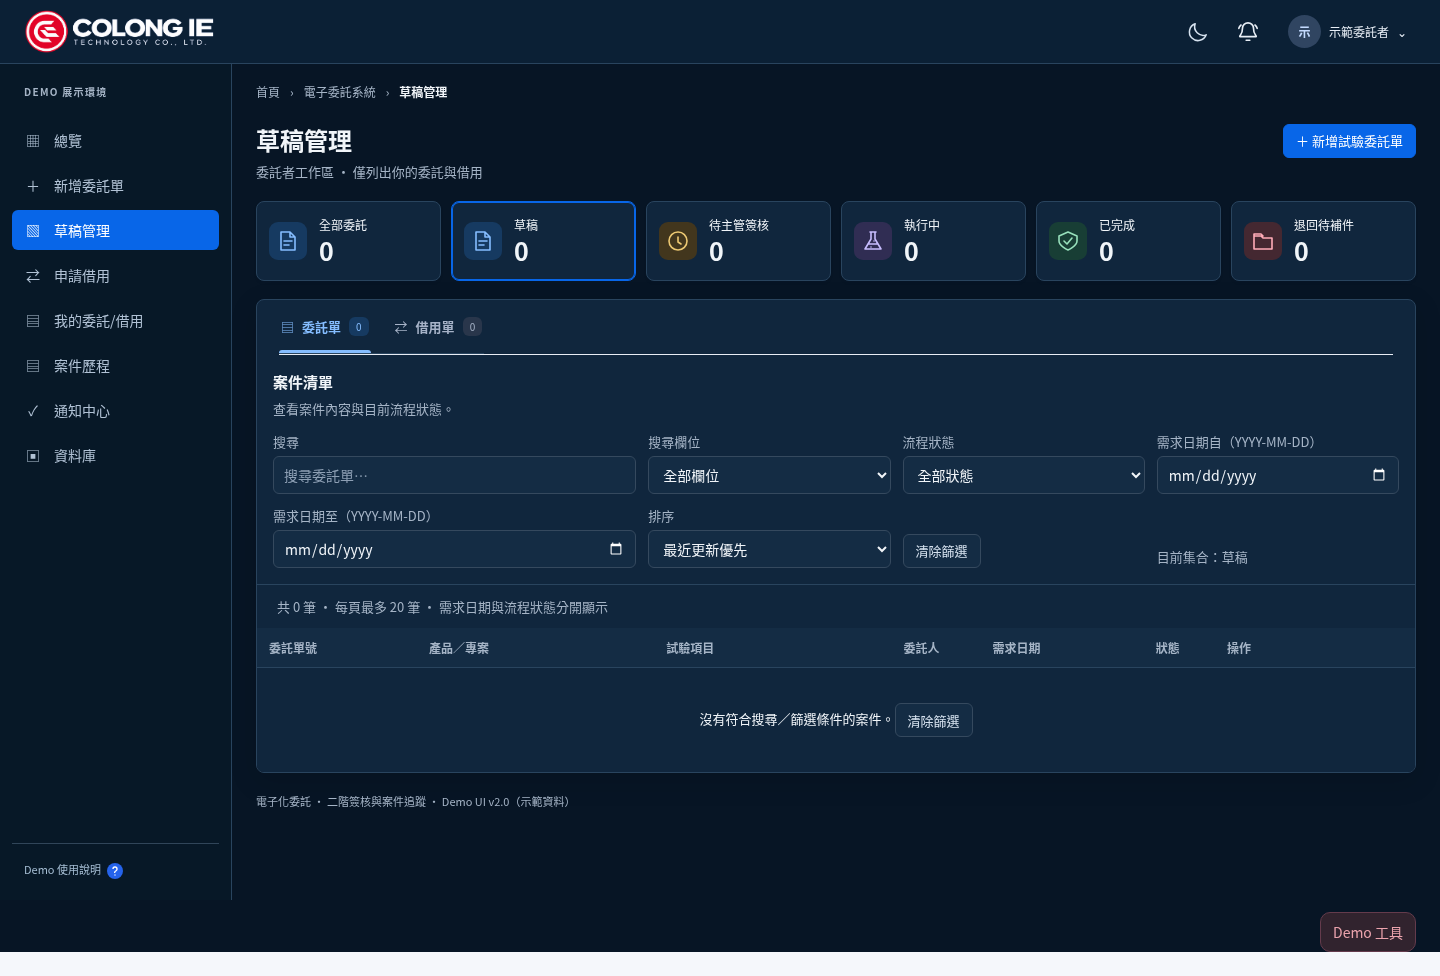 COLONG IE
TECHNOLOGY CO., LTD.
示 示範委託者
DEMO 展示環境
總覽
新增委託單
草稿管理
申請借用
我的委託/借用
案件歷程
通知中心
資料庫
Demo 使用說明 ?
首頁 › 電子委託系統 › 草稿管理
草稿管理
＋ 新增試驗委託單
委託者工作區 · 僅列出你的委託與借用
全部委託
0
草稿
0
待主管簽核
0
執行中
0
已完成
0
退回待補件
0
委託單 0 借用單 0
案件清單
查看案件內容與目前流程狀態。
搜尋 搜尋欄位 流程狀態 需求日期自（YYYY-MM-DD）
搜尋委託單… 全部欄位 全部狀態 mm/dd/yyyy
需求日期至（YYYY-MM-DD） 排序
mm/dd/yyyy 最近更新優先 清除篩選 目前集合：草稿
共 0 筆 · 每頁最多 20 筆 · 需求日期與流程狀態分開顯示
委託單號 產品／專案 試驗項目 委託人 需求日期 狀態 操作
沒有符合搜尋／篩選條件的案件。 清除篩選
電子化委託 · 二階簽核與案件追蹤 · Demo UI v2.0（示範資料）
Demo 工具